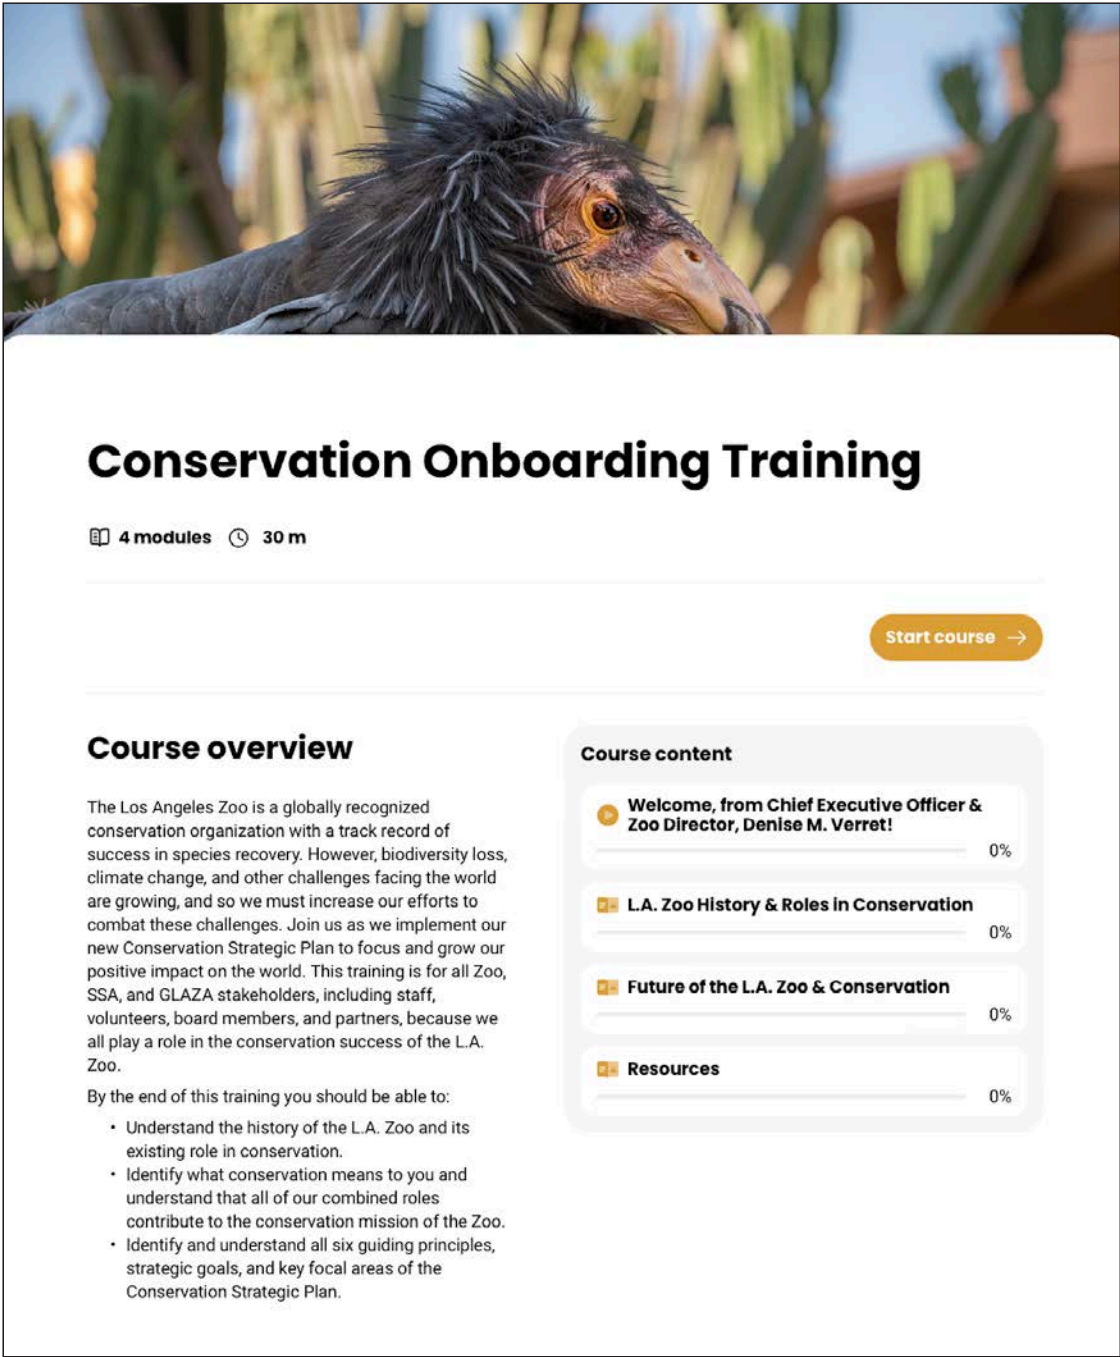 Conservation Onboarding Training
4 modules 30 m
Start course
Course overview
The Los Angeles Zoo is a globally recognized
conservation organization with a track record of
success in species recovery. However, biodiversity loss,
climate change, and other challenges facing the world
are growing, and so we must increase our efforts to
combat these challenges. Join us as we implement our
new Conservation Strategic Plan to focus and grow our
positive impact on the world. This training is for all Zoo,
SSA, and GLAZA stakeholders, including staff,
volunteers, board members, and partners, because we
all play a role in the conservation success of the L.A.
Zoo.
By the end of this training you should be able to:
• Understand the history of the L.A. Zoo and its
existing role in conservation.
• Identify what conservation means to you and
understand that all of our combined roles
contribute to the conservation mission of the Zoo.
• Identify and understand all six guiding principles,
strategic goals, and key focal areas of the
Conservation Strategic Plan.
Course content
Welcome, from Chief Executive Officer &
Zoo Director, Denise M. Verret!
0%
L.A. Zoo History & Roles in Conservation
0%
Future of the L.A. Zoo & Conservation
0%
Resources
0%